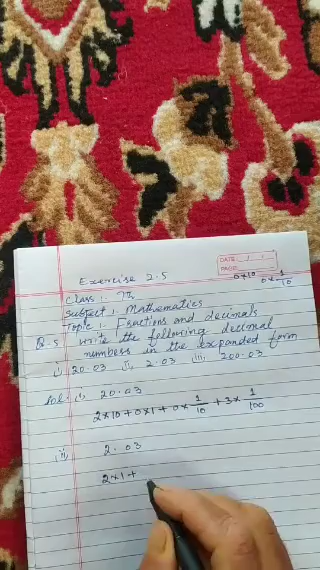 DATE: / /
PAGE:
0×10 0×1/10
Exercise 2.5
Class: 7th
Subject: Mathematics
Topic: Fractions and decimals
Q.5 Write the following decimal
numbers in the expanded form
i) 20.03 ii) 2.03 iii) 200.03
Sol: i) 20.03
2×10+0×1+0×1/10+3×1/100
ii) 2.03
2×1+